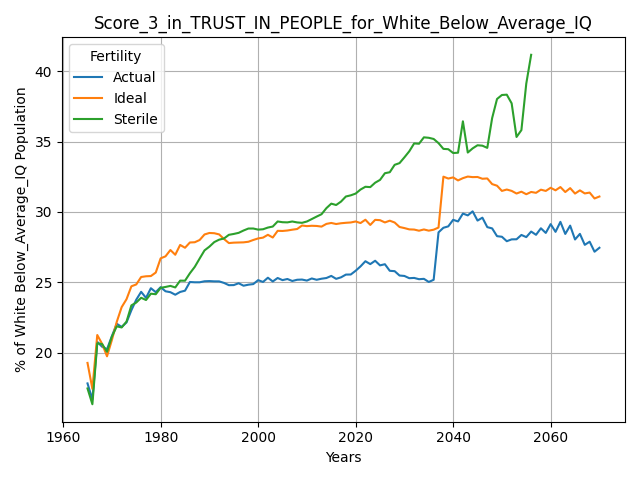 Score_3_in_TRUST_IN_PEOPLE_for_White_Below_Average_IQ
Fertility
Actual
Ideal
Sterile
% of White Below_Average_IQ Population
40
35
30
25
20
1960
1980
2000
2020
2040
2060
Years